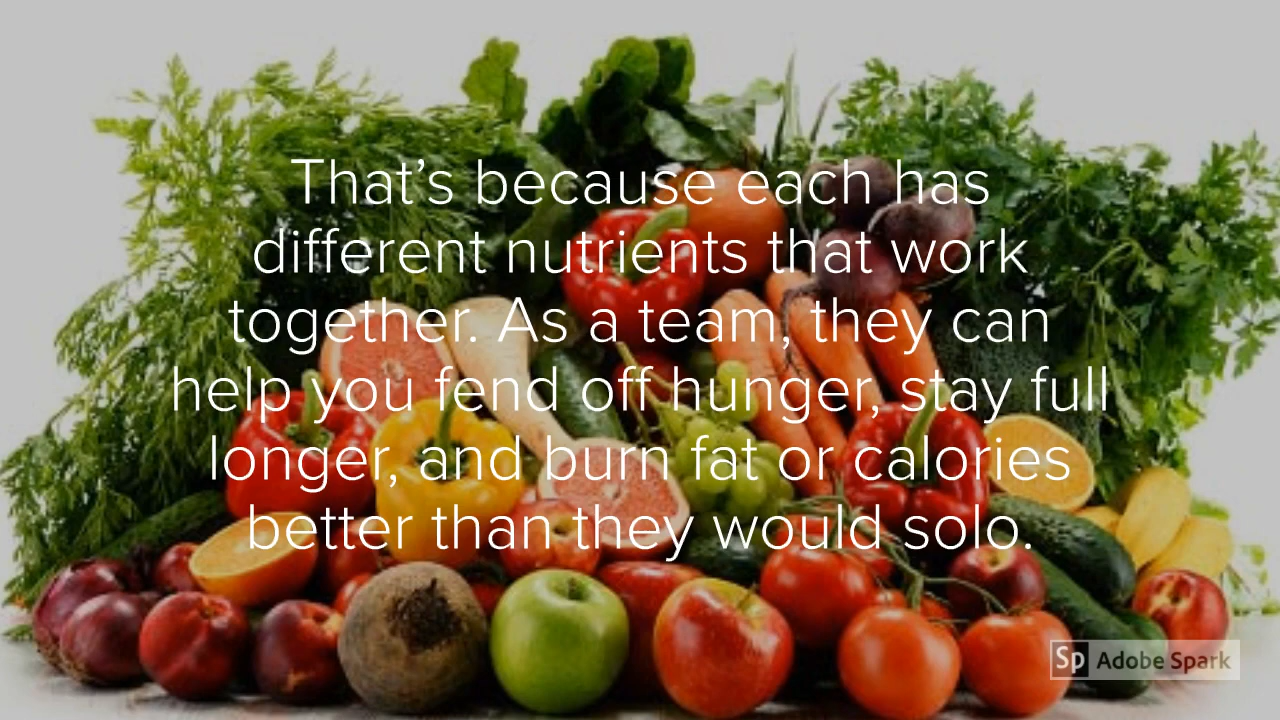 That’s because each has
different nutrients that work
together. As a team, they can
help you fend off hunger, stay full
longer, and burn fat or calories
better than they would solo.
Sp Adobe Spark